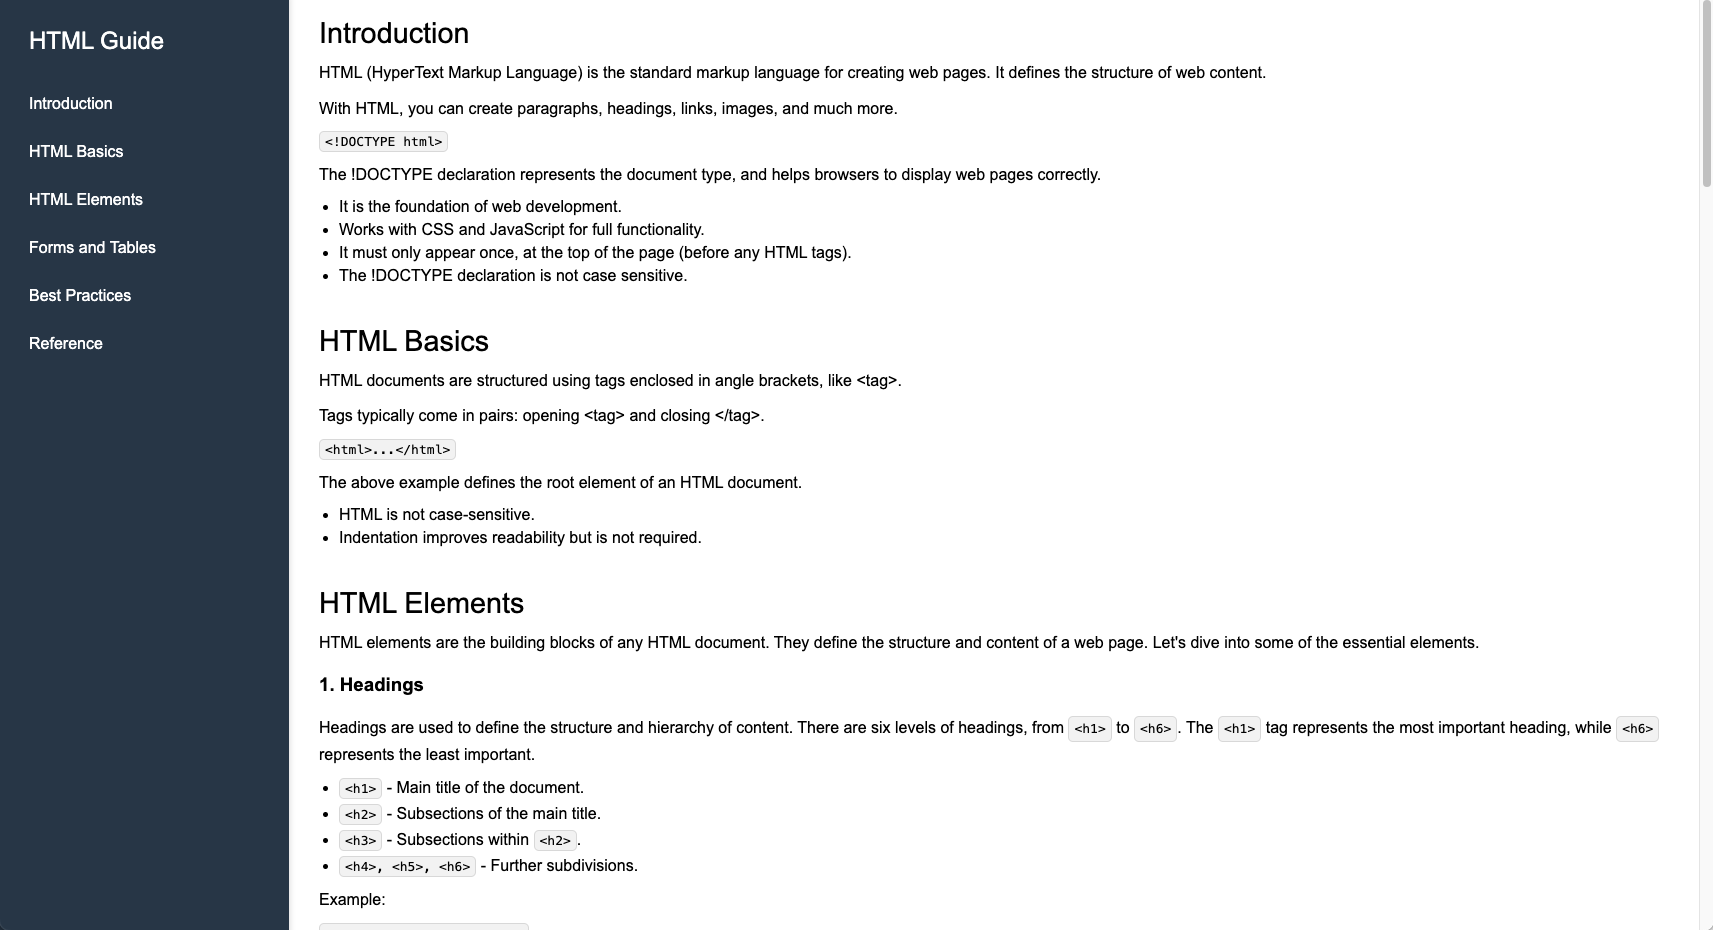 HTML Guide
Introduction
HTML Basics
HTML Elements
Forms and Tables
Best Practices
Reference
Introduction
HTML (HyperText Markup Language) is the standard markup language for creating web pages. It defines the structure of web content.
With HTML, you can create paragraphs, headings, links, images, and much more.
<!DOCTYPE html>
The !DOCTYPE declaration represents the document type, and helps browsers to display web pages correctly.
• It is the foundation of web development.
• Works with CSS and JavaScript for full functionality.
• It must only appear once, at the top of the page (before any HTML tags).
• The !DOCTYPE declaration is not case sensitive.
HTML Basics
HTML documents are structured using tags enclosed in angle brackets, like <tag>.
Tags typically come in pairs: opening <tag> and closing </tag>.
<html>...</html>
The above example defines the root element of an HTML document.
• HTML is not case-sensitive.
• Indentation improves readability but is not required.
HTML Elements
HTML elements are the building blocks of any HTML document. They define the structure and content of a web page. Let's dive into some of the essential elements.
1. Headings
Headings are used to define the structure and hierarchy of content. There are six levels of headings, from <h1> to <h6>. The <h1> tag represents the most important heading, while <h6>
represents the least important.
• <h1> - Main title of the document.
• <h2> - Subsections of the main title.
• <h3> - Subsections within <h2>.
• <h4>, <h5>, <h6> - Further subdivisions.
Example: